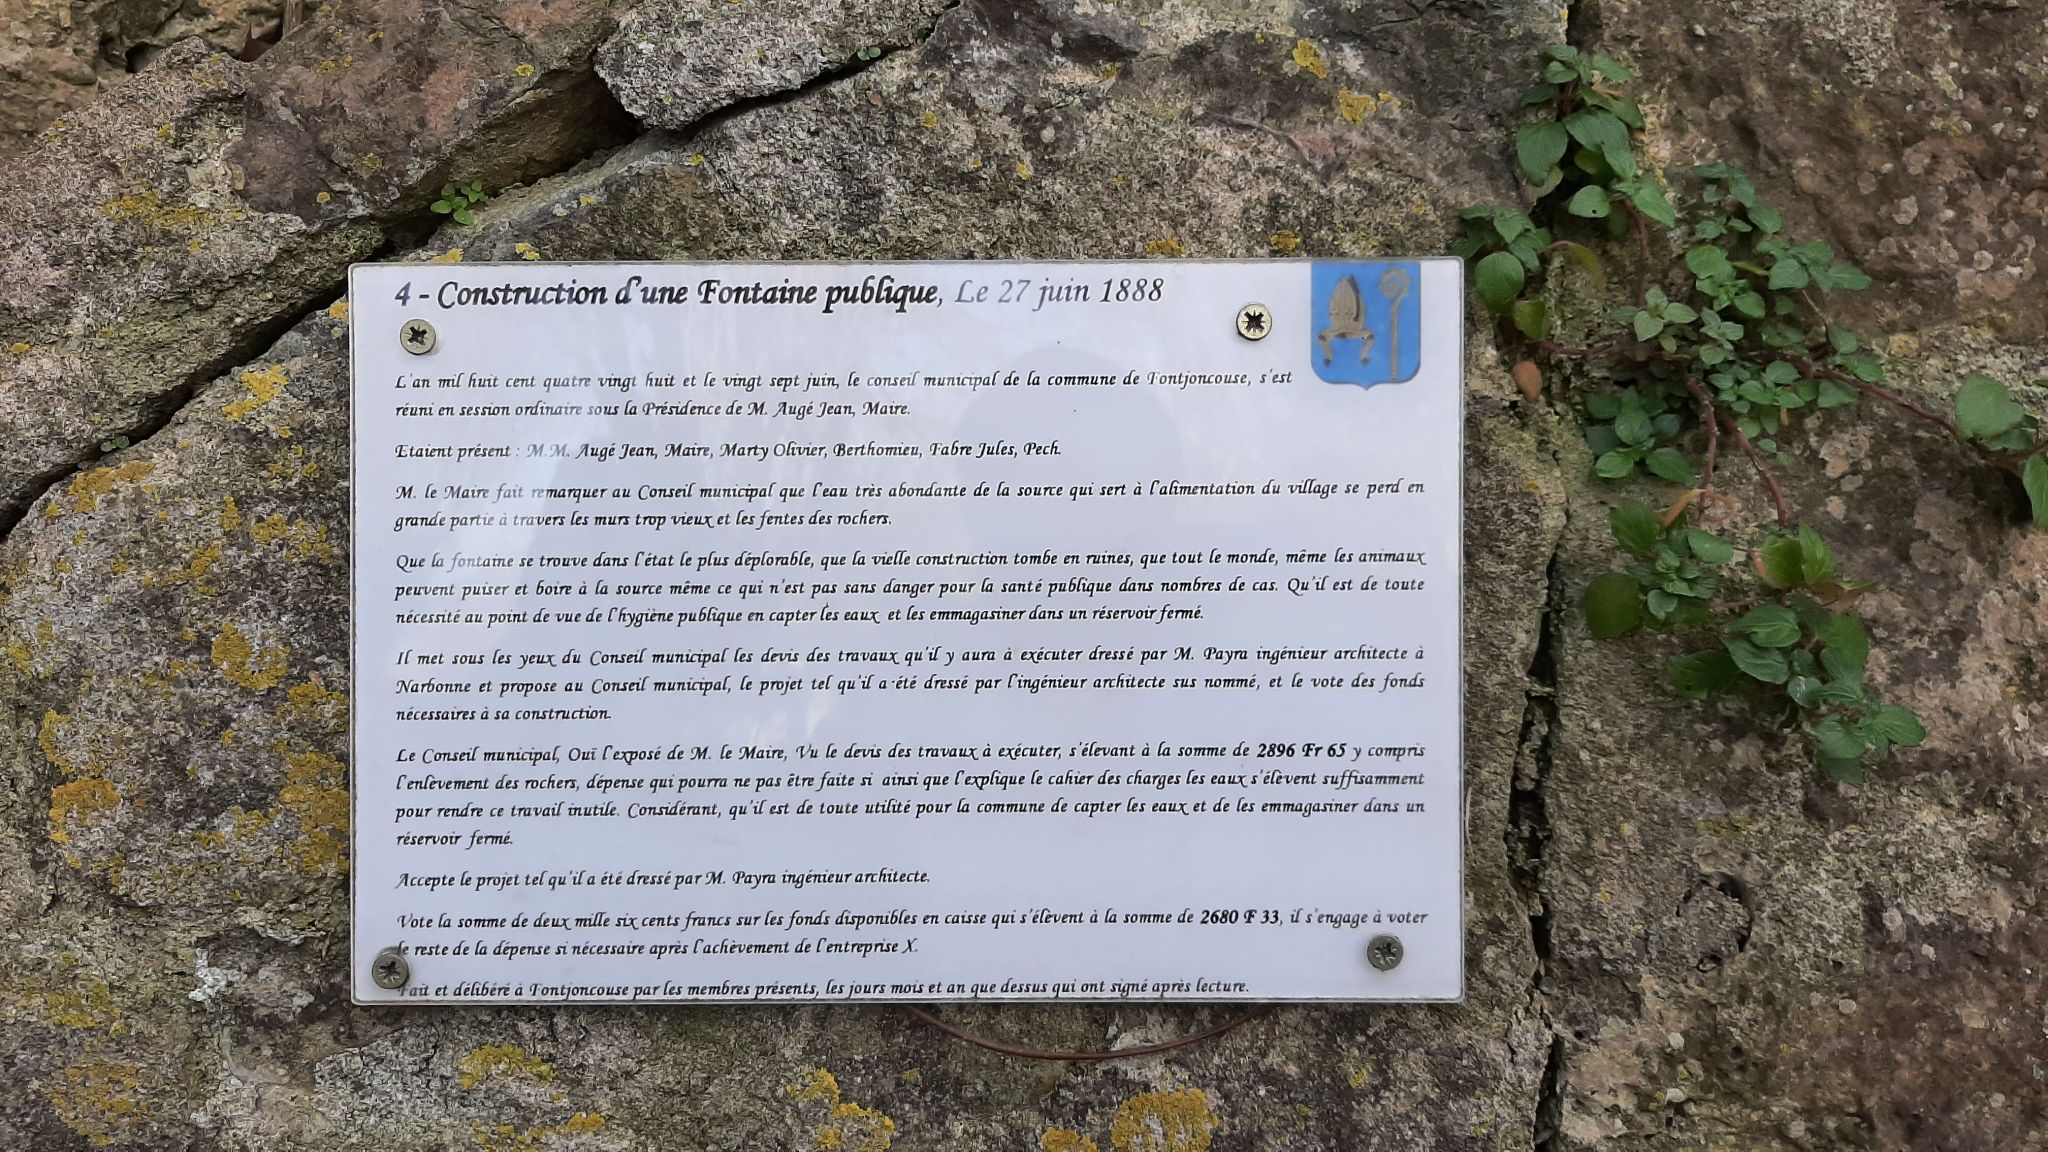 4 - Construction d'une Fontaine publique, Le 27 juin 1888
L'an mil huit cent quatre vingt huit et le vingt sept juin, le conseil municipal de la commune de Fontjoncouse, s'est
réuni en session ordinaire sous la Présidence de M. Augé Jean, Maire.
Etaient présent : M.M. Augé Jean, Maire, Marty Olivier, Berthomieu, Fabre Jules, Pech.
M. le Maire fait remarquer au Conseil municipal que l'eau très abondante de la source qui sert à l'alimentation du village se perd en
grande partie à travers les murs trop vieux et les fentes des rochers.
Que la fontaine se trouve dans l'état le plus déplorable, que la vielle construction tombe en ruines, que tout le monde, même les animaux
peuvent puiser et boire à la source même ce qui n'est pas sans danger pour la santé publique dans nombres de cas. Qu'il est de toute
nécessité au point de vue de l'hygiène publique en capter les eaux et les emmagasiner dans un réservoir fermé.
Il met sous les yeux du Conseil municipal les devis des travaux qu'il y aura à exécuter dressé par M. Payra ingénieur architecte à
Narbonne et propose au Conseil municipal, le projet tel qu'il a été dressé par l'ingénieur architecte sus nommé, et le vote des fonds
nécessaires à sa construction.
Le Conseil municipal, Ouï l'exposé de M. le Maire, Vu le devis des travaux à exécuter, s'élevant à la somme de 2896 Fr 65 y compris
l'enlèvement des rochers, dépense qui pourra ne pas être faite si ainsi que l'explique le cahier des charges les eaux s'élèvent suffisamment
pour rendre ce travail inutile. Considérant, qu'il est de toute utilité pour la commune de capter les eaux et de les emmagasiner dans un
réservoir fermé.
Accepte le projet tel qu'il a été dressé par M. Payra ingénieur architecte.
Vote la somme de deux mille six cents francs sur les fonds disponibles en caisse qui s'élèvent à la somme de 2680 F 33, il s'engage à voter
le reste de la dépense si nécessaire après l'achèvement de l'entreprise X.
Fait et délibéré à Fontjoncouse par les membres présents, les jours mois et an que dessus qui ont signé après lecture.